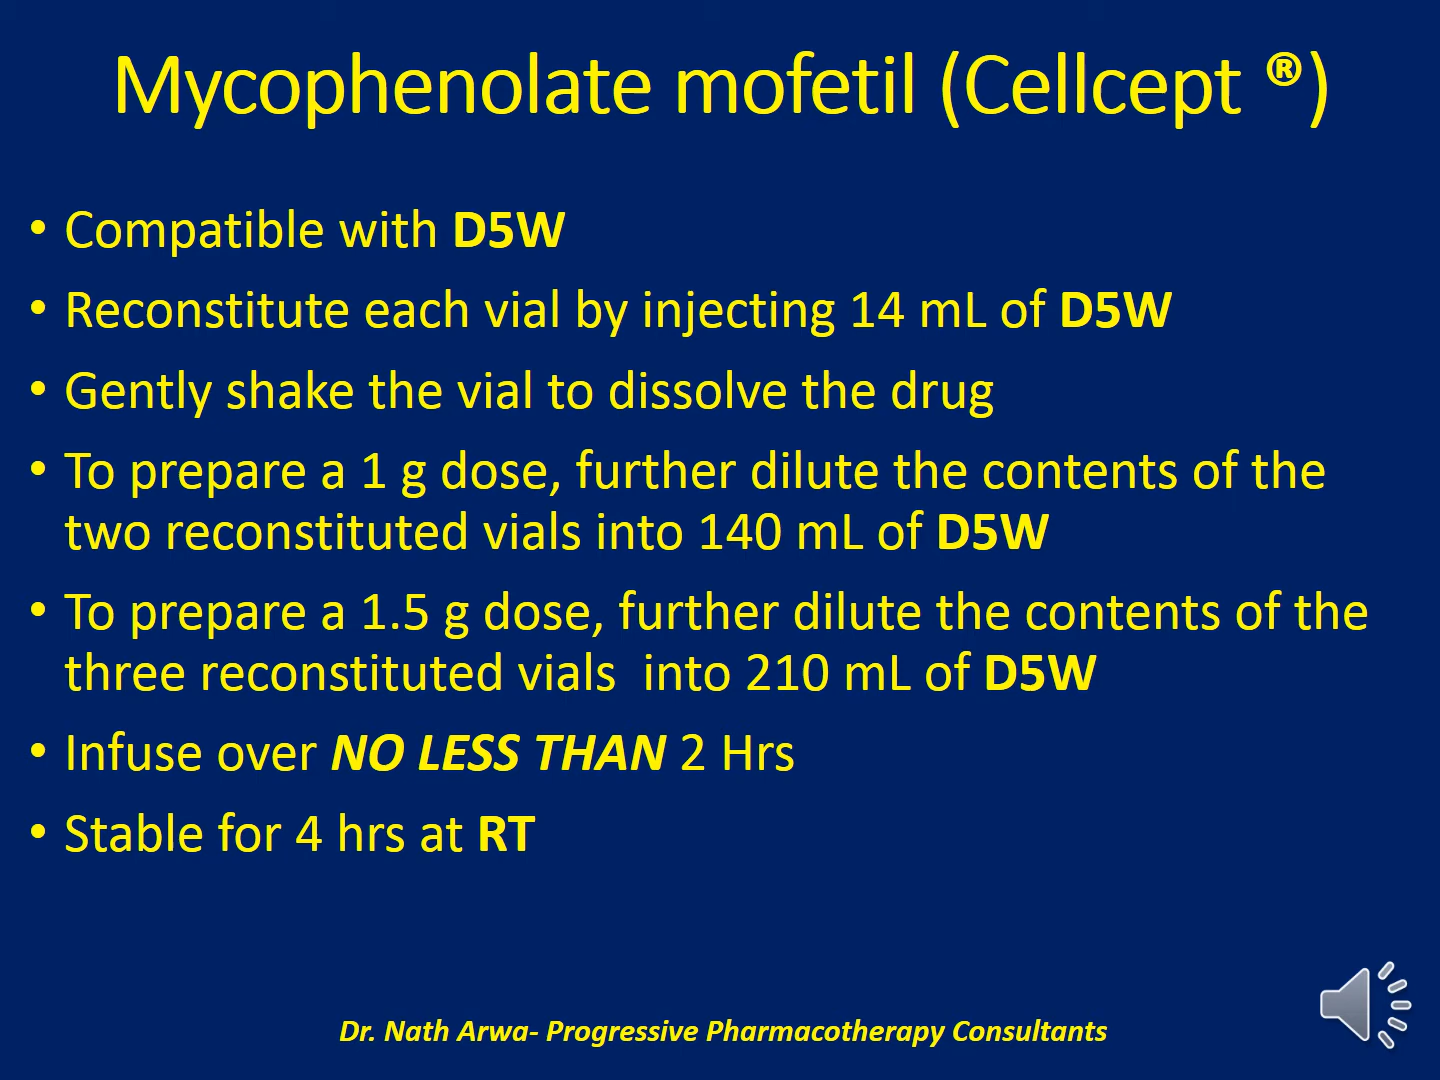 Mycophenolate mofetil (Cellcept ®)
• Compatible with D5W
• Reconstitute each vial by injecting 14 mL of D5W
• Gently shake the vial to dissolve the drug
• To prepare a 1 g dose, further dilute the contents of the
two reconstituted vials into 140 mL of D5W
• To prepare a 1.5 g dose, further dilute the contents of the
three reconstituted vials  into 210 mL of D5W
• Infuse over NO LESS THAN 2 Hrs
• Stable for 4 hrs at RT
Dr. Nath Arwa- Progressive Pharmacotherapy Consultants